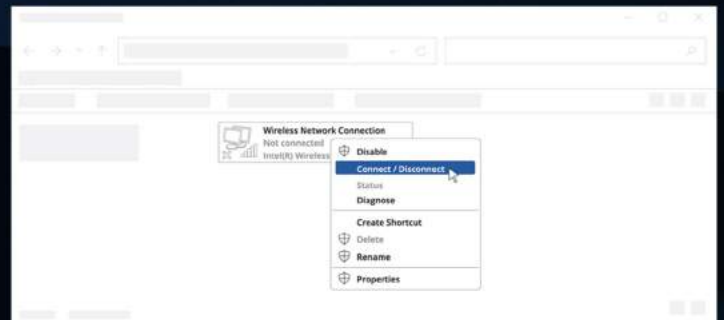 Wireless Network Connection
Not connected
Intel(R) Wireless
Disable
Connect / Disconnect
Status
Diagnose
Create Shortcut
Delete
Rename
Properties